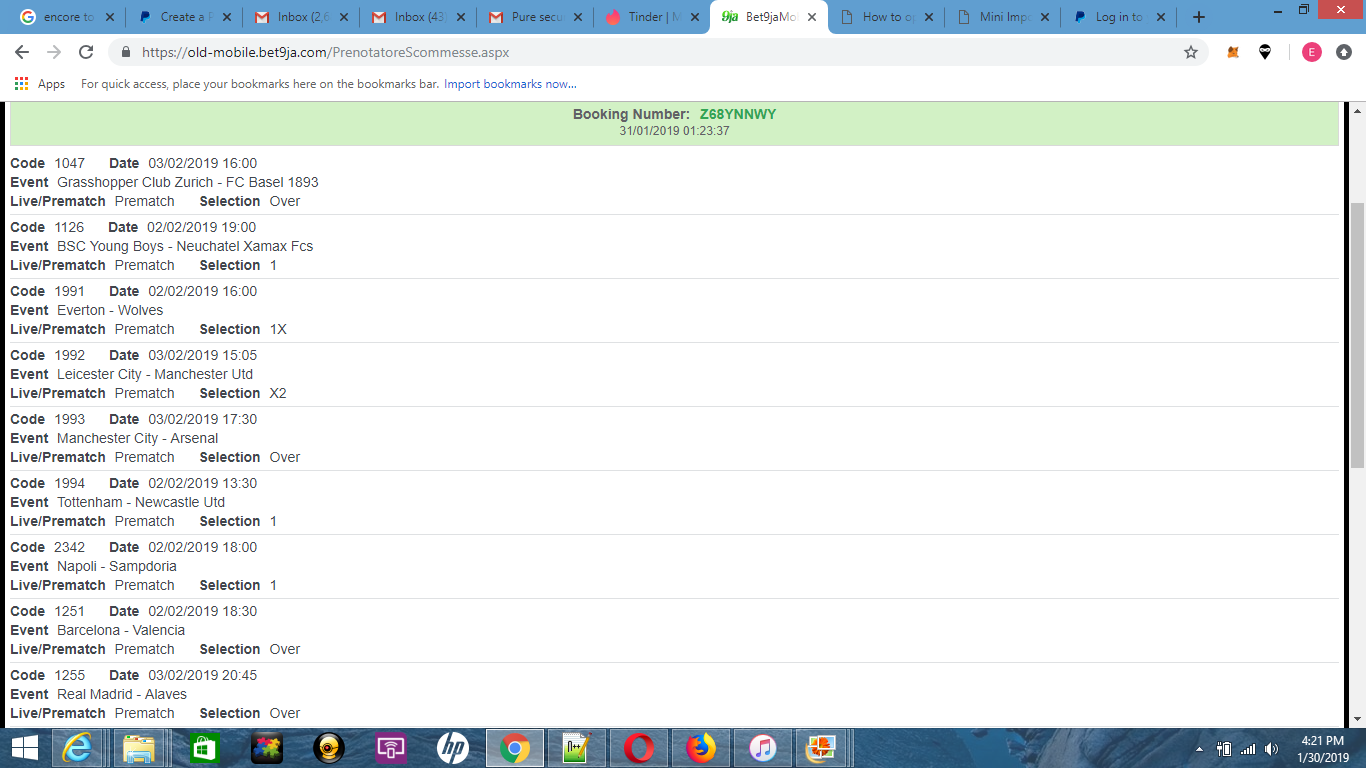 encore to
Create a P
Inbox (2,6
Inbox (43
Pure secu
Tinder | M
9ja Bet9jaMo
How to o
Mini Impo
Log in to
https://old-mobile.bet9ja.com/PrenotatoreScommesse.aspx
E
Apps For quick access, place your bookmarks here on the bookmarks bar. Import bookmarks now...
Booking Number: Z68YNNWY
31/01/2019 01:23:37
Code 1047 Date 03/02/2019 16:00
Event Grasshopper Club Zurich - FC Basel 1893
Live/Prematch Prematch Selection Over
Code 1126 Date 02/02/2019 19:00
Event BSC Young Boys - Neuchatel Xamax Fcs
Live/Prematch Prematch Selection 1
Code 1991 Date 02/02/2019 16:00
Event Everton - Wolves
Live/Prematch Prematch Selection 1X
Code 1992 Date 03/02/2019 15:05
Event Leicester City - Manchester Utd
Live/Prematch Prematch Selection X2
Code 1993 Date 03/02/2019 17:30
Event Manchester City - Arsenal
Live/Prematch Prematch Selection Over
Code 1994 Date 02/02/2019 13:30
Event Tottenham - Newcastle Utd
Live/Prematch Prematch Selection 1
Code 2342 Date 02/02/2019 18:00
Event Napoli - Sampdoria
Live/Prematch Prematch Selection 1
Code 1251 Date 02/02/2019 18:30
Event Barcelona - Valencia
Live/Prematch Prematch Selection Over
Code 1255 Date 03/02/2019 20:45
Event Real Madrid - Alaves
Live/Prematch Prematch Selection Over
hp
4:21 PM
1/30/2019